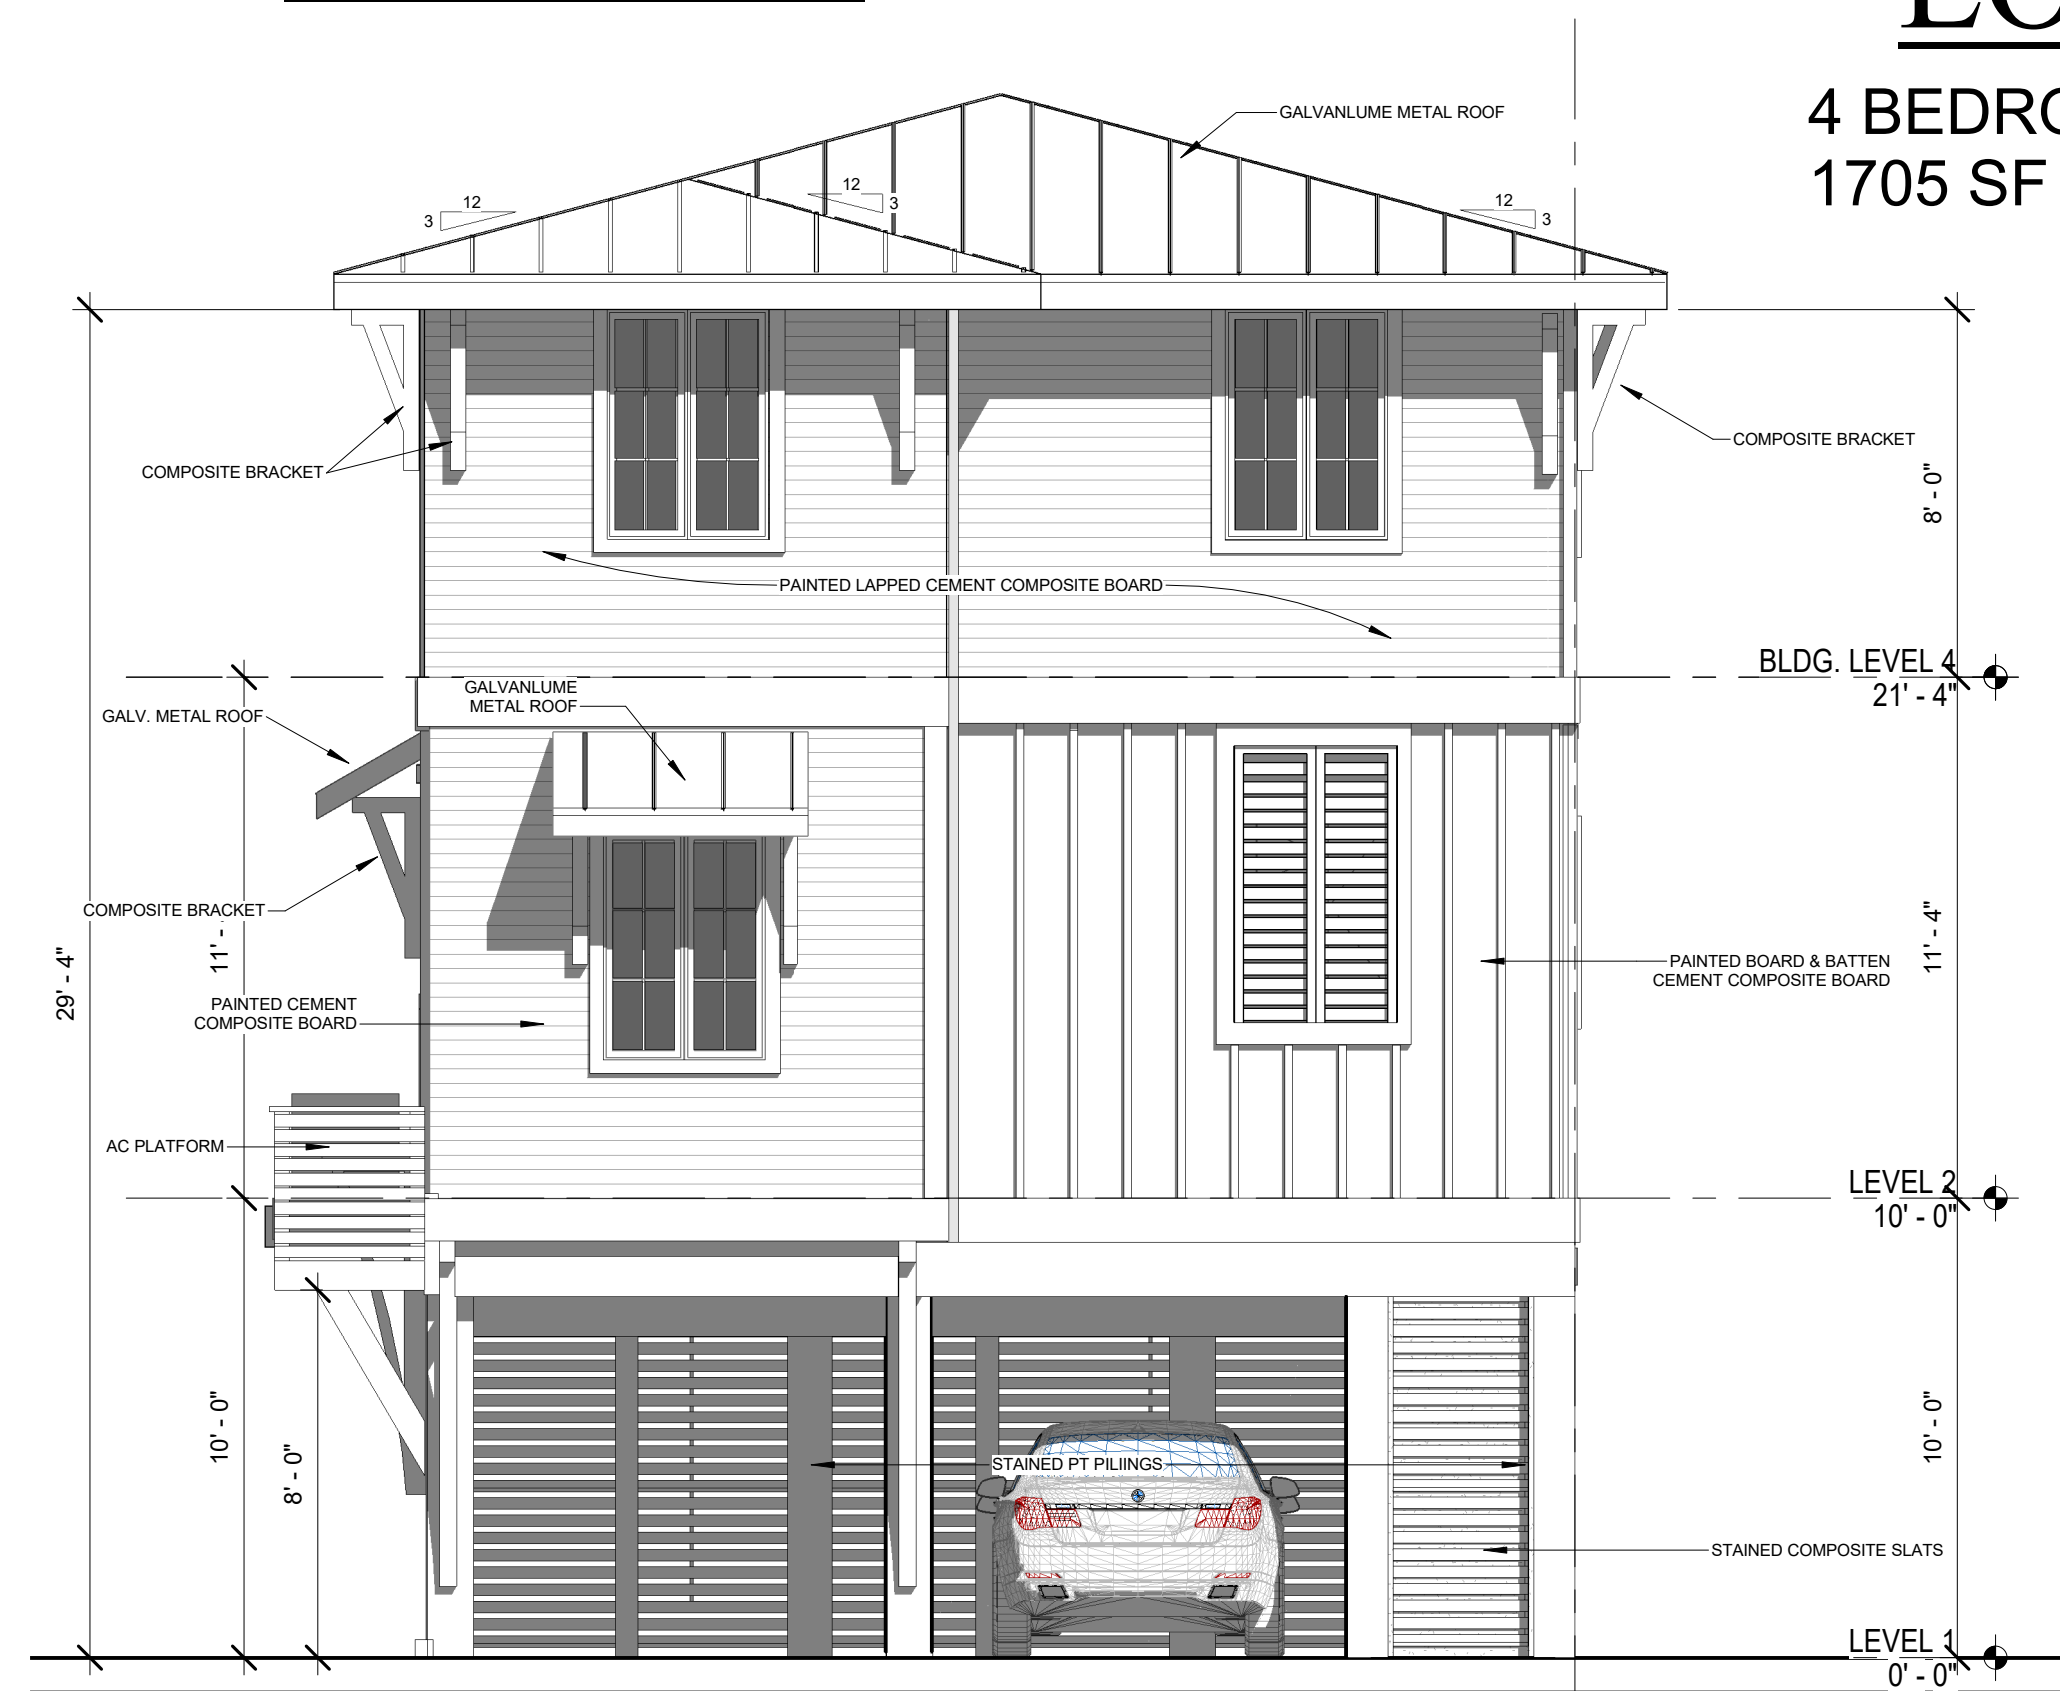 4 BEDRO
1705 SF
GALVANLUME METAL ROOF
12
3
12
3
12
3
COMPOSITE BRACKET
COMPOSITE BRACKET
8' - 0"
PAINTED LAPPED CEMENT COMPOSITE BOARD
BLDG. LEVEL 4
21' - 4"
GALVANLUME
METAL ROOF
GALV. METAL ROOF
COMPOSITE BRACKET
11' -
29' - 4"
11' - 4"
PAINTED BOARD & BATTEN
CEMENT COMPOSITE BOARD
PAINTED CEMENT
COMPOSITE BOARD
AC PLATFORM
LEVEL 2
10' - 0"
10' - 0"
8' - 0"
10' - 0"
STAINED PT PILIINGS
STAINED COMPOSITE SLATS
LEVEL 1
0' - 0"